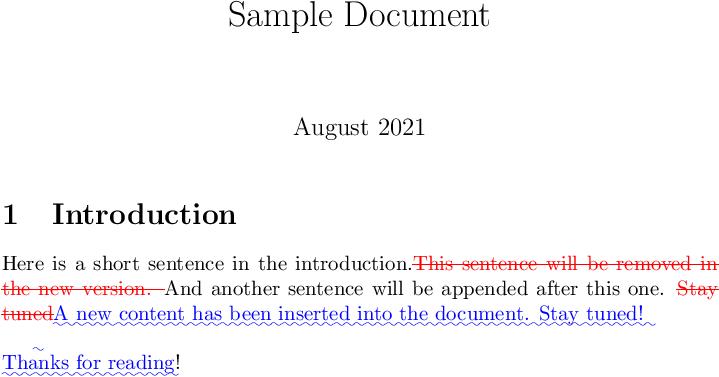 Sample Document
August 2021
1 Introduction
Here is a short sentence in the introduction.This sentence will be removed in
the new version. And another sentence will be appended after this one. Stay
tunedA new content has been inserted into the document. Stay tuned!
Thanks for reading!